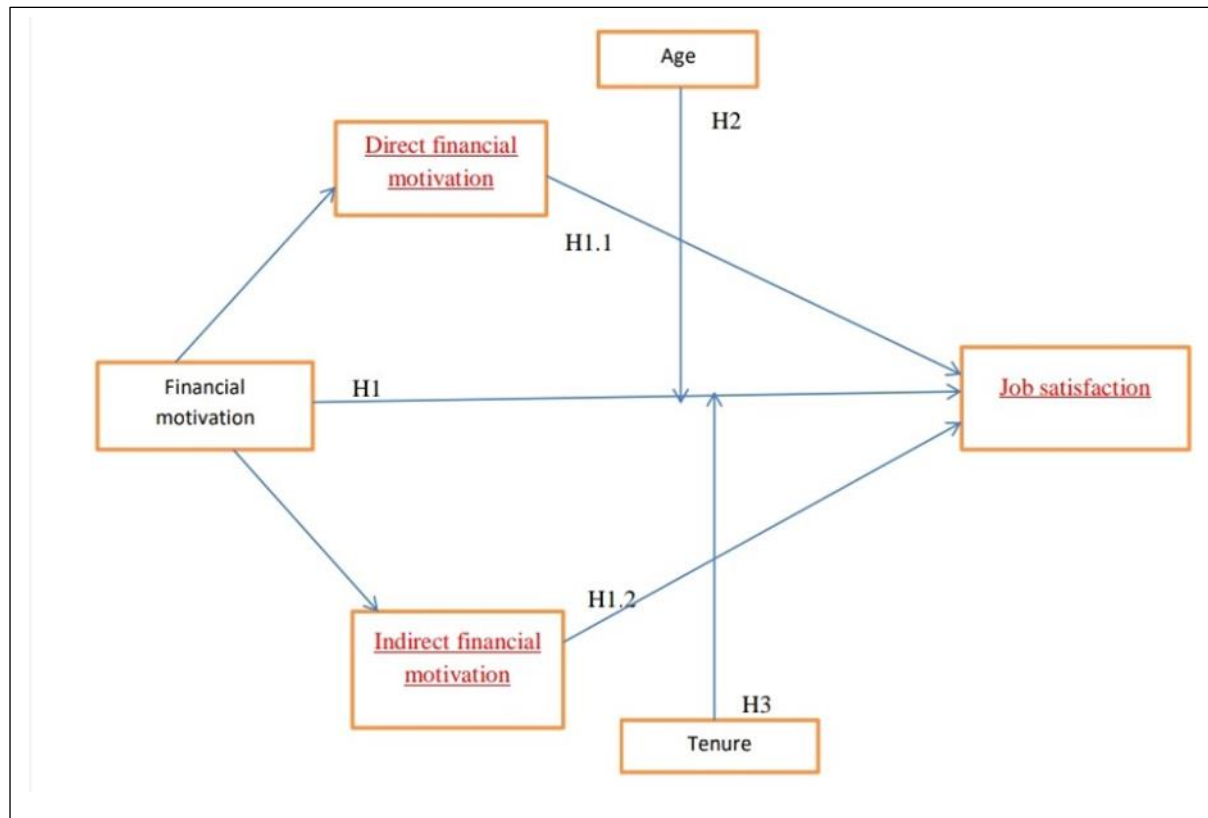 Age
H2
Direct financial
motivation
H1.1
Financial
motivation
H1
Job satisfaction
H1.2
Indirect financial
motivation
H3
Tenure